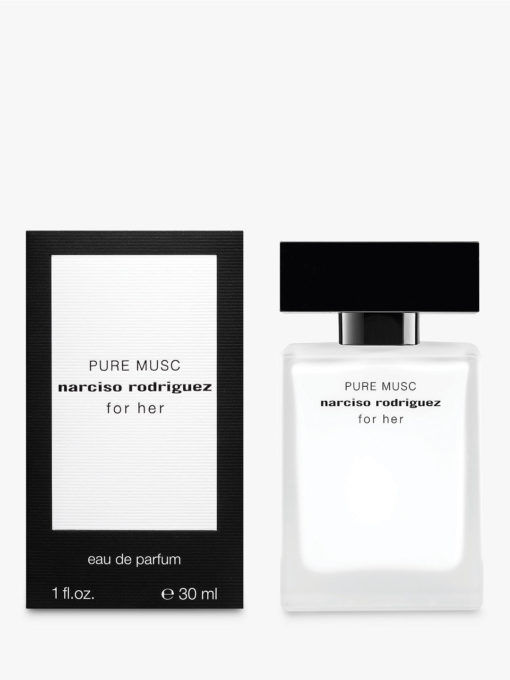 PURE MUSC
narciso rodriguez
for her
eau de parfum
1 fl.oz. ℮ 30 ml
PURE MUSC
narciso rodriguez
for her